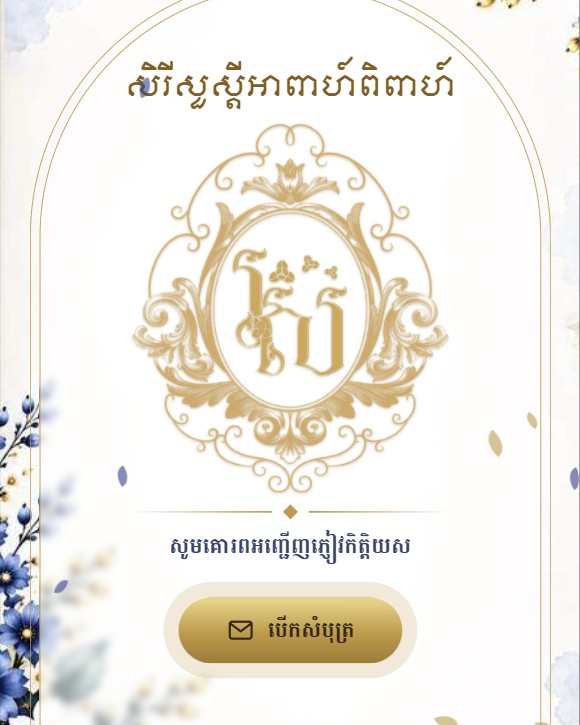 សិរីសួស្តីអាពាហ៍ពិពាហ៍
សូមគោរពអញ្ជើញភ្ញៀវកិត្តិយស
បើកសំបុត្រ